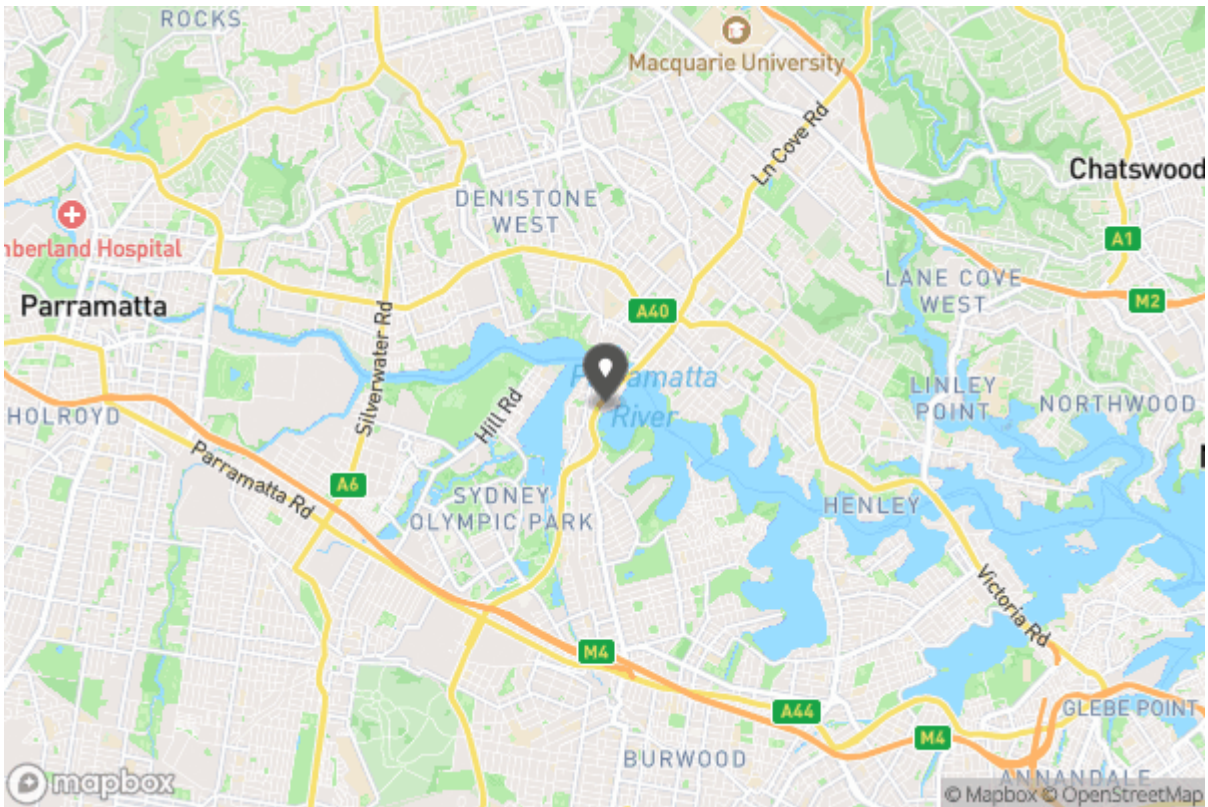 ROCKS
Macquarie University
Ln Cove Rd
Chatswood
DENISTONE
WEST
mberland Hospital
A1
LANE COVE
WEST
Parramatta
A40
M2
Silverwater Rd
Parramatta
River
Hill Rd
LINLEY
POINT
NORTHWOOD
HOLROYD
Parramatta Rd
A6
SYDNEY
OLYMPIC PARK
HENLEY
Victoria Rd
M4
A44
GLEBE POINT
M4
BURWOOD
ANNANDALE
mapbox
© Mapbox © OpenStreetMap